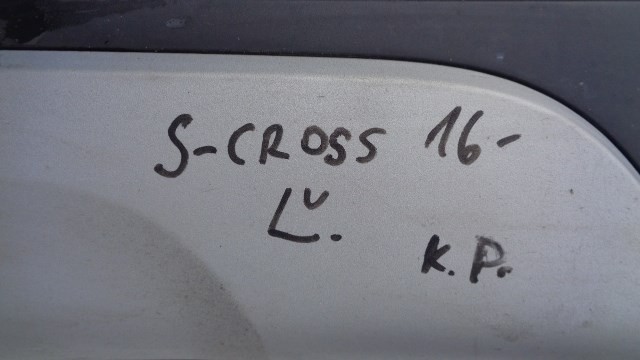 S-CROSS 16-
Lv.
K.P.